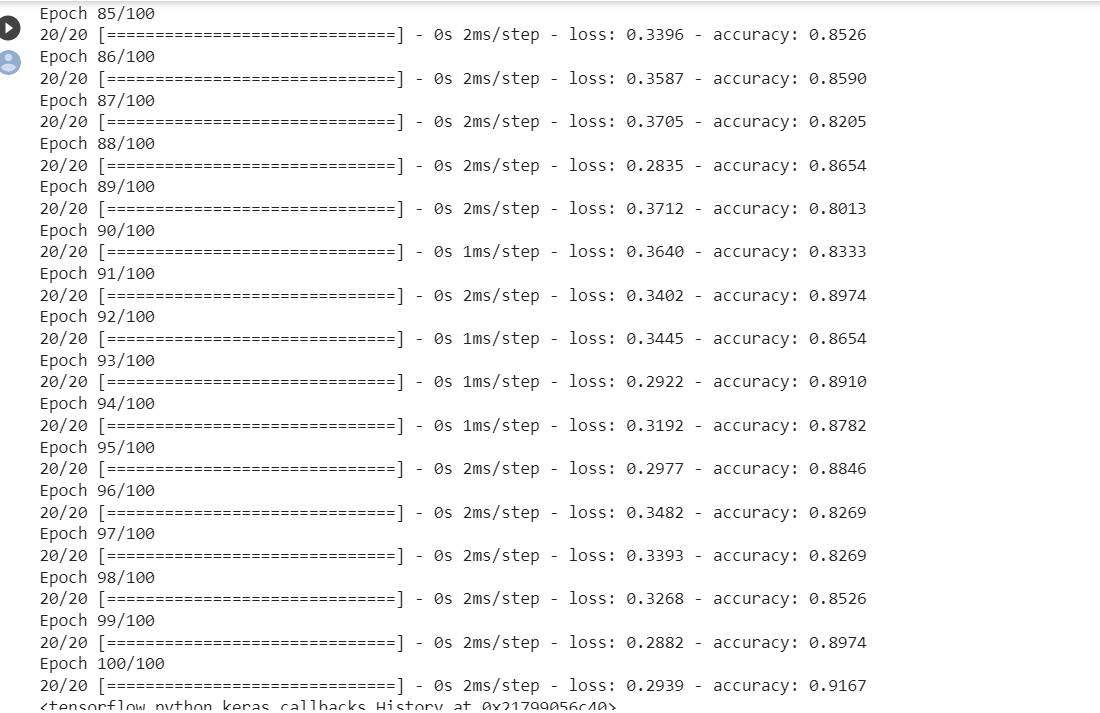 Epoch 85/100
20/20 [==============================] - 0s 2ms/step - loss: 0.3396 - accuracy: 0.8526
Epoch 86/100
20/20 [==============================] - 0s 2ms/step - loss: 0.3587 - accuracy: 0.8590
Epoch 87/100
20/20 [==============================] - 0s 2ms/step - loss: 0.3705 - accuracy: 0.8205
Epoch 88/100
20/20 [==============================] - 0s 2ms/step - loss: 0.2835 - accuracy: 0.8654
Epoch 89/100
20/20 [==============================] - 0s 2ms/step - loss: 0.3712 - accuracy: 0.8013
Epoch 90/100
20/20 [==============================] - 0s 1ms/step - loss: 0.3640 - accuracy: 0.8333
Epoch 91/100
20/20 [==============================] - 0s 2ms/step - loss: 0.3402 - accuracy: 0.8974
Epoch 92/100
20/20 [==============================] - 0s 1ms/step - loss: 0.3445 - accuracy: 0.8654
Epoch 93/100
20/20 [==============================] - 0s 1ms/step - loss: 0.2922 - accuracy: 0.8910
Epoch 94/100
20/20 [==============================] - 0s 1ms/step - loss: 0.3192 - accuracy: 0.8782
Epoch 95/100
20/20 [==============================] - 0s 2ms/step - loss: 0.2977 - accuracy: 0.8846
Epoch 96/100
20/20 [==============================] - 0s 2ms/step - loss: 0.3482 - accuracy: 0.8269
Epoch 97/100
20/20 [==============================] - 0s 2ms/step - loss: 0.3393 - accuracy: 0.8269
Epoch 98/100
20/20 [==============================] - 0s 2ms/step - loss: 0.3268 - accuracy: 0.8526
Epoch 99/100
20/20 [==============================] - 0s 2ms/step - loss: 0.2882 - accuracy: 0.8974
Epoch 100/100
20/20 [==============================] - 0s 2ms/step - loss: 0.2939 - accuracy: 0.9167
<tensorflow.python.keras.callbacks.History at 0x21799056c40>